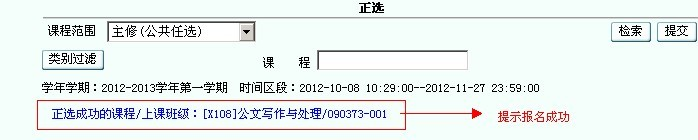 正选
课程范围 主修(公共任选) 检索 提交
类别过滤 课 程
学年学期：2012-2013学年第一学期 时间区段：2012-10-08 10:29:00--2012-11-27 23:59:00
正选成功的课程/上课班级：[X108]公文写作与处理/090373-001 提示报名成功